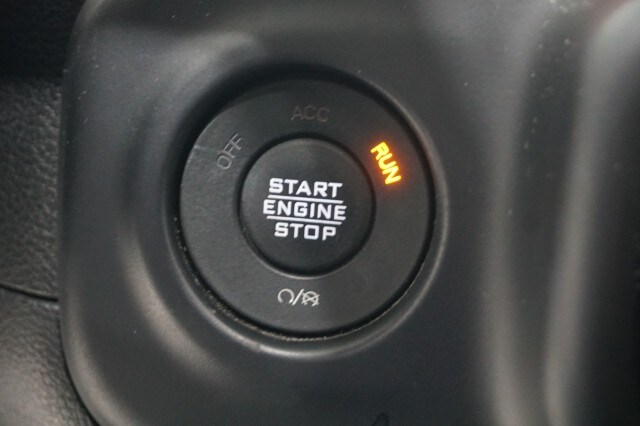 ACC
OFF
RUN
START
ENGINE
STOP